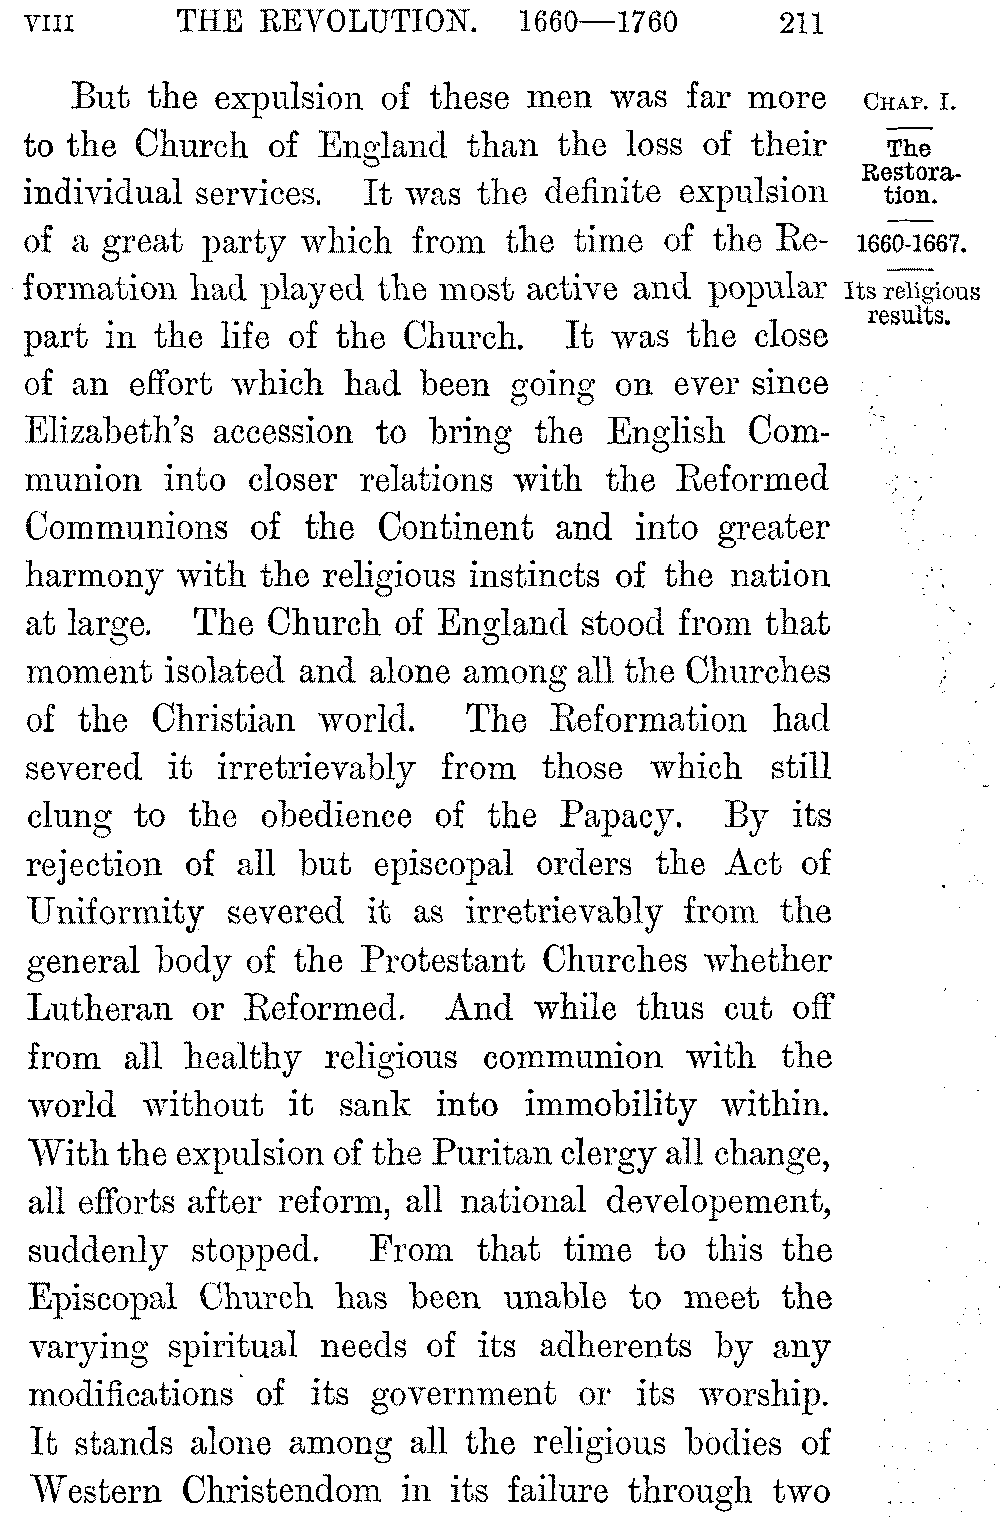 VIII THE REVOLUTION. 1660—1760 211
But the expulsion of these men was far more
to the Church of England than the loss of their
individual services. It was the definite expulsion
of a great party which from the time of the Re-
formation had played the most active and popular
part in the life of the Church. It was the close
of an effort which had been going on ever since
Elizabeth's accession to bring the English Com-
munion into closer relations with the Reformed
Communions of the Continent and into greater
harmony with the religious instincts of the nation
at large. The Church of England stood from that
moment isolated and alone among all the Churches
of the Christian world. The Reformation had
severed it irretrievably from those which still
clung to the obedience of the Papacy. By its
rejection of all but episcopal orders the Act of
Uniformity severed it as irretrievably from the
general body of the Protestant Churches whether
Lutheran or Reformed. And while thus cut off
from all healthy religious communion with the
world without it sank into immobility within.
With the expulsion of the Puritan clergy all change,
all efforts after reform, all national developement,
suddenly stopped. From that time to this the
Episcopal Church has been unable to meet the
varying spiritual needs of its adherents by any
modifications of its government or its worship.
It stands alone among all the religious bodies of
Western Christendom in its failure through two
CHAP. I.
The
Restora-
tion.
1660-1667.
Its religious
results.